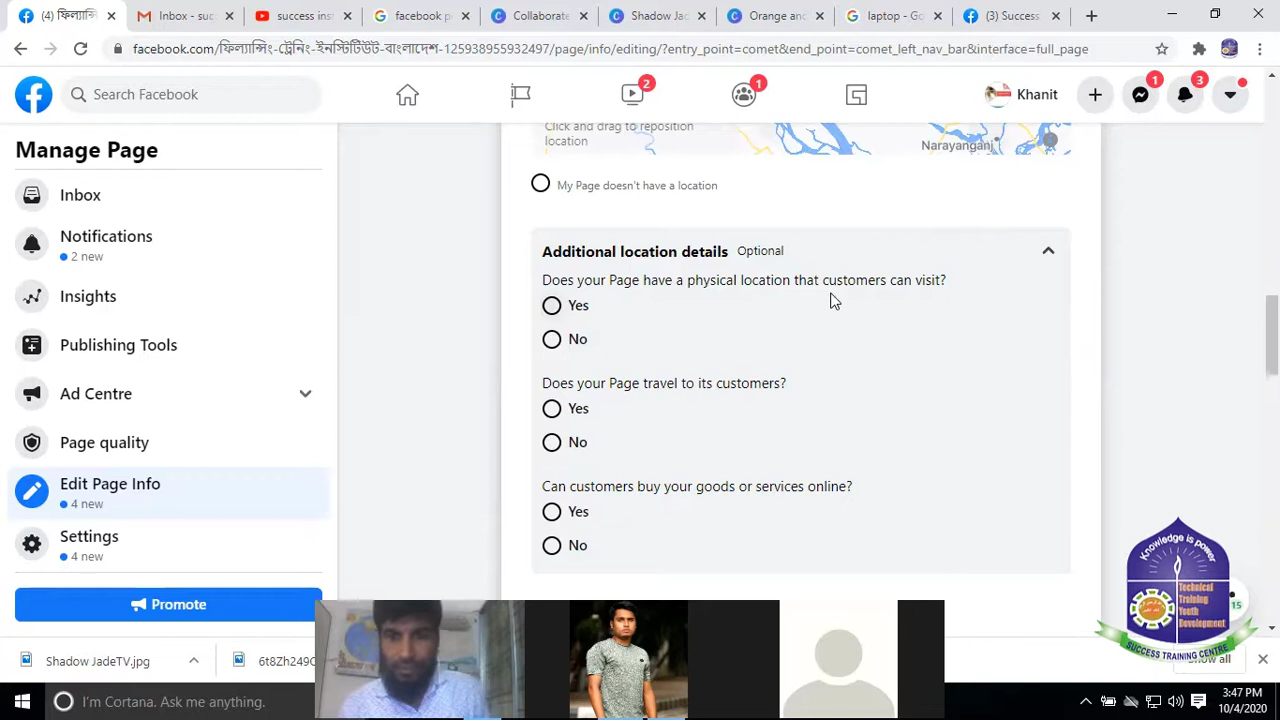 (4) ফিল্যান্সিং
Inbox - suc
success inst
facebook p
Collaborate
Shadow Jad
Orange and
laptop - Go
(3) Success
facebook.com/ফিল্যান্সিং-ট্রেনিং-ইনস্টিটিউট-বাংলাদেশ-125938955932497/page/info/editing/?entry_point=comet&end_point=comet_left_nav_bar&interface=full_page
Search Facebook
2
1
Khanit
1
3
Manage Page
Inbox
Notifications
2 new
Insights
Publishing Tools
Ad Centre
Page quality
Edit Page Info
4 new
Settings
4 new
Promote
Click and drag to reposition
location
Narayanganj
My Page doesn't have a location
Additional location details Optional
Does your Page have a physical location that customers can visit?
Yes
No
Does your Page travel to its customers?
Yes
No
Can customers buy your goods or services online?
Yes
No
Knowledge is power
Technical
Training
Youth
Development
SUCCESS TRAINING CENTRE
15
Shadow JadeTV.jpg
6t8Zh249C
Show all
I'm Cortana. Ask me anything.
3:47 PM
10/4/2020